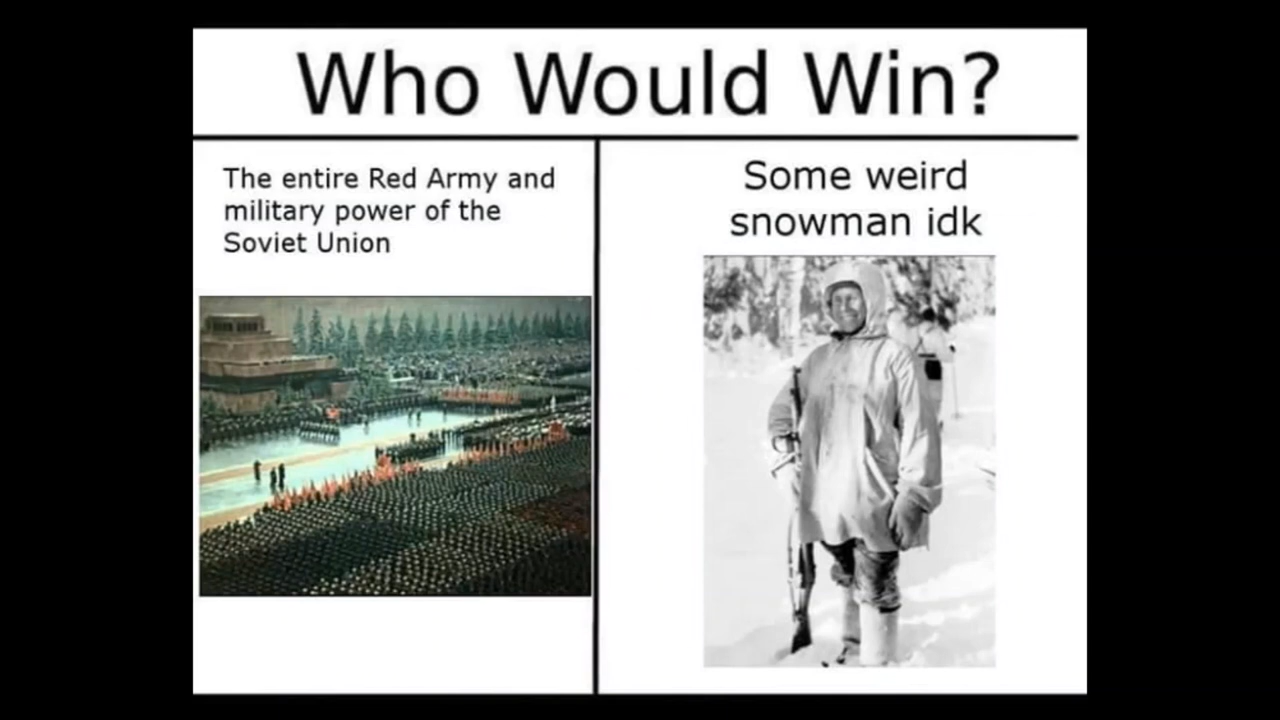 Who Would Win?
The entire Red Army and
military power of the
Soviet Union
Some weird
snowman idk